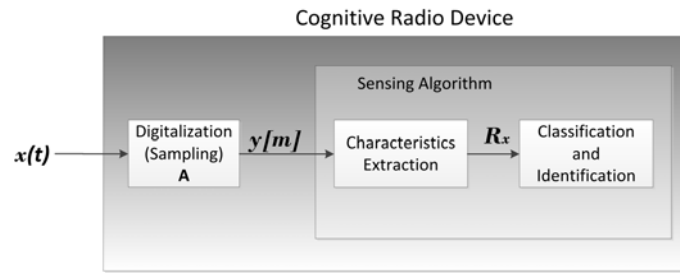 Cognitive Radio Device
Sensing Algorithm
x(t)
Digitalization
(Sampling)
A
y[m]
Characteristics
Extraction
Rx
Classification
and
Identification